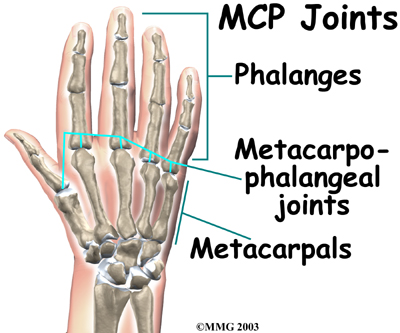 MCP Joints
Phalanges
Metacarpo-
phalangeal
joints
Metacarpals
©MMG 2003